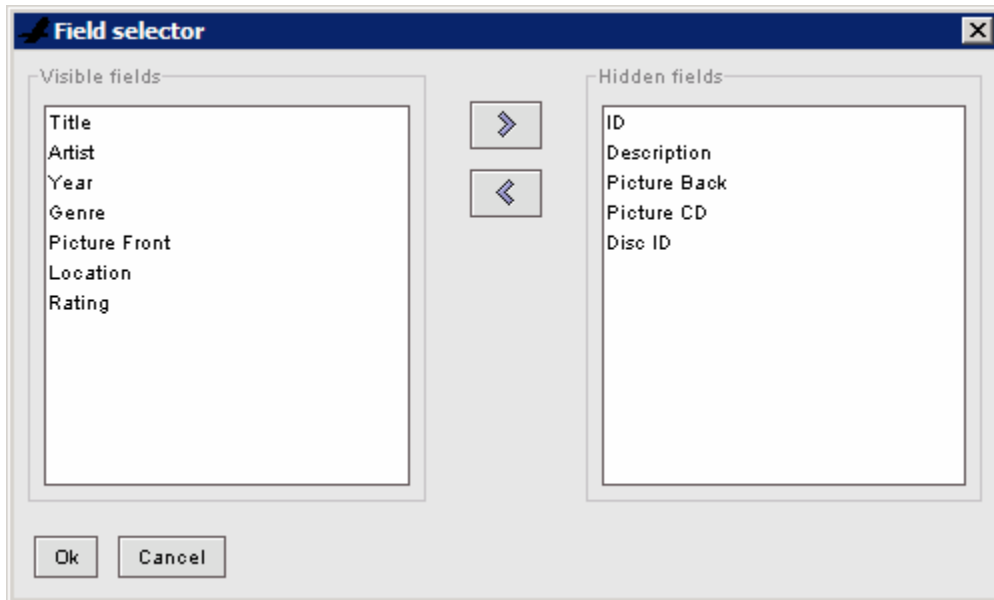 Field selector
Visible fields
Title
Artist
Year
Genre
Picture Front
Location
Rating
Hidden fields
ID
Description
Picture Back
Picture CD
Disc ID
Ok
Cancel